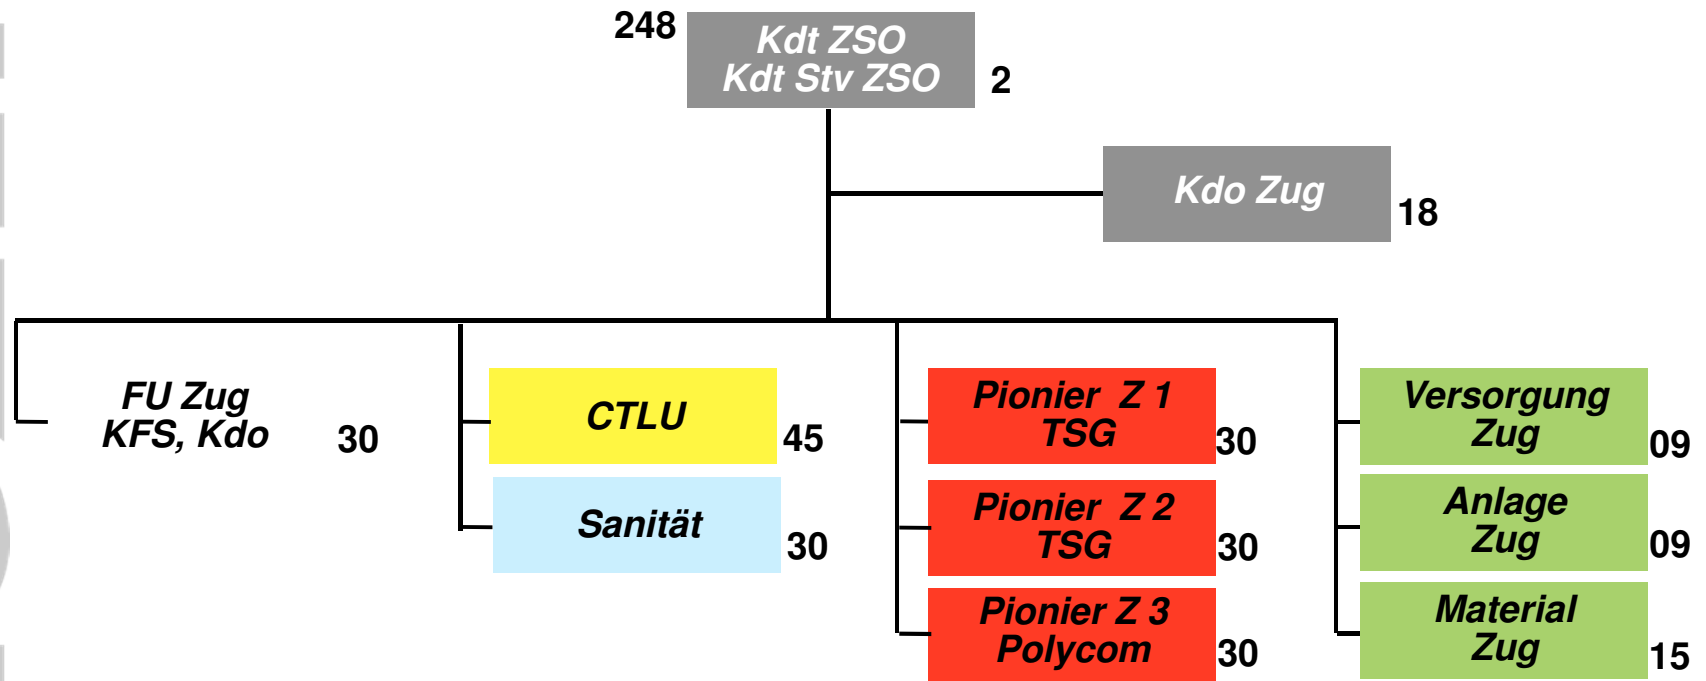 248
Kdt ZSO
Kdt Stv ZSO
2
Kdo Zug
18
FU Zug
KFS, Kdo
30
CTLU
45
Sanität
30
Pionier Z 1
TSG
30
Pionier Z 2
TSG
30
Pionier Z 3
Polycom
30
Versorgung
Zug
09
Anlage
Zug
09
Material
Zug
15